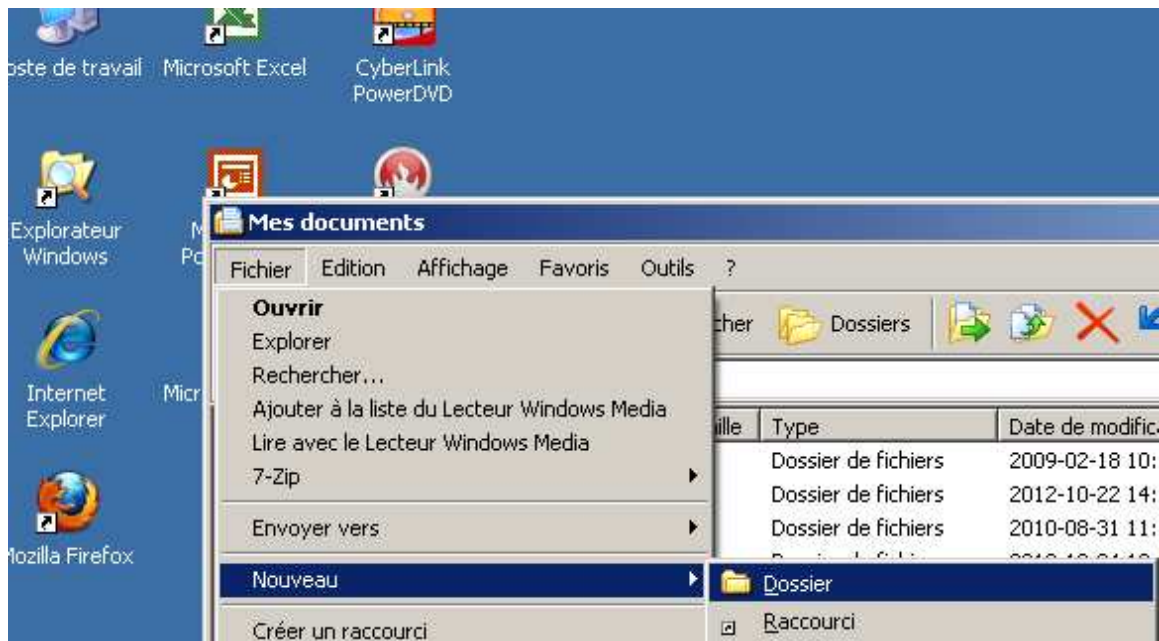 oste de travail Microsoft Excel CyberLink
PowerDVD
Explorateur
Windows
Internet
Explorer
Mozilla Firefox
Mes documents
Fichier Edition Affichage Favoris Outils ?
Ouvrir
Explorer
Rechercher...
Ajouter à la liste du Lecteur Windows Media
Lire avec le Lecteur Windows Media
7-Zip
Envoyer vers
Nouveau
Créer un raccourci
Dossier
Raccourci
cher Dossiers
ille Type Date de modifica
Dossier de fichiers 2009-02-18 10:
Dossier de fichiers 2012-10-22 14:
Dossier de fichiers 2010-08-31 11:
Micr